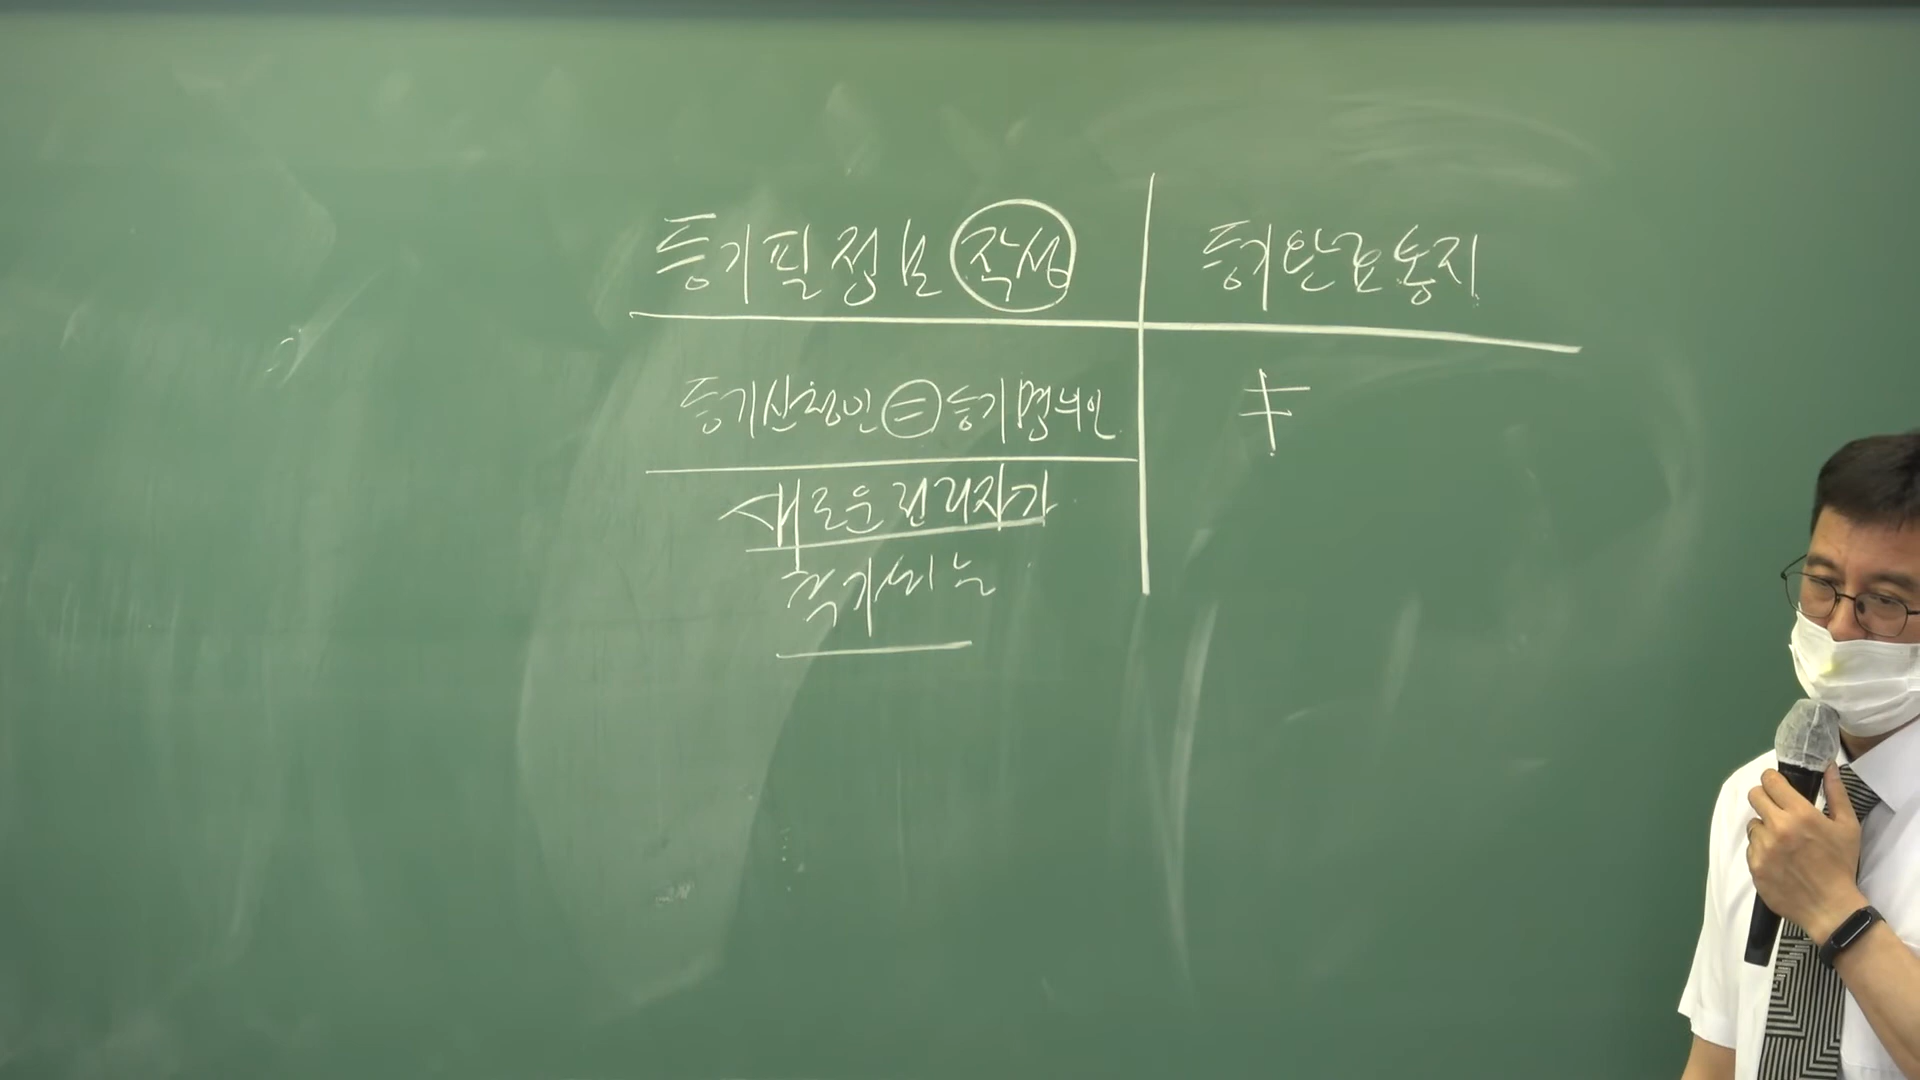 등기필정보 작성
등기완료통지
등기신청인 = 등기명의인
≠
새로운 권리자가
추가되는